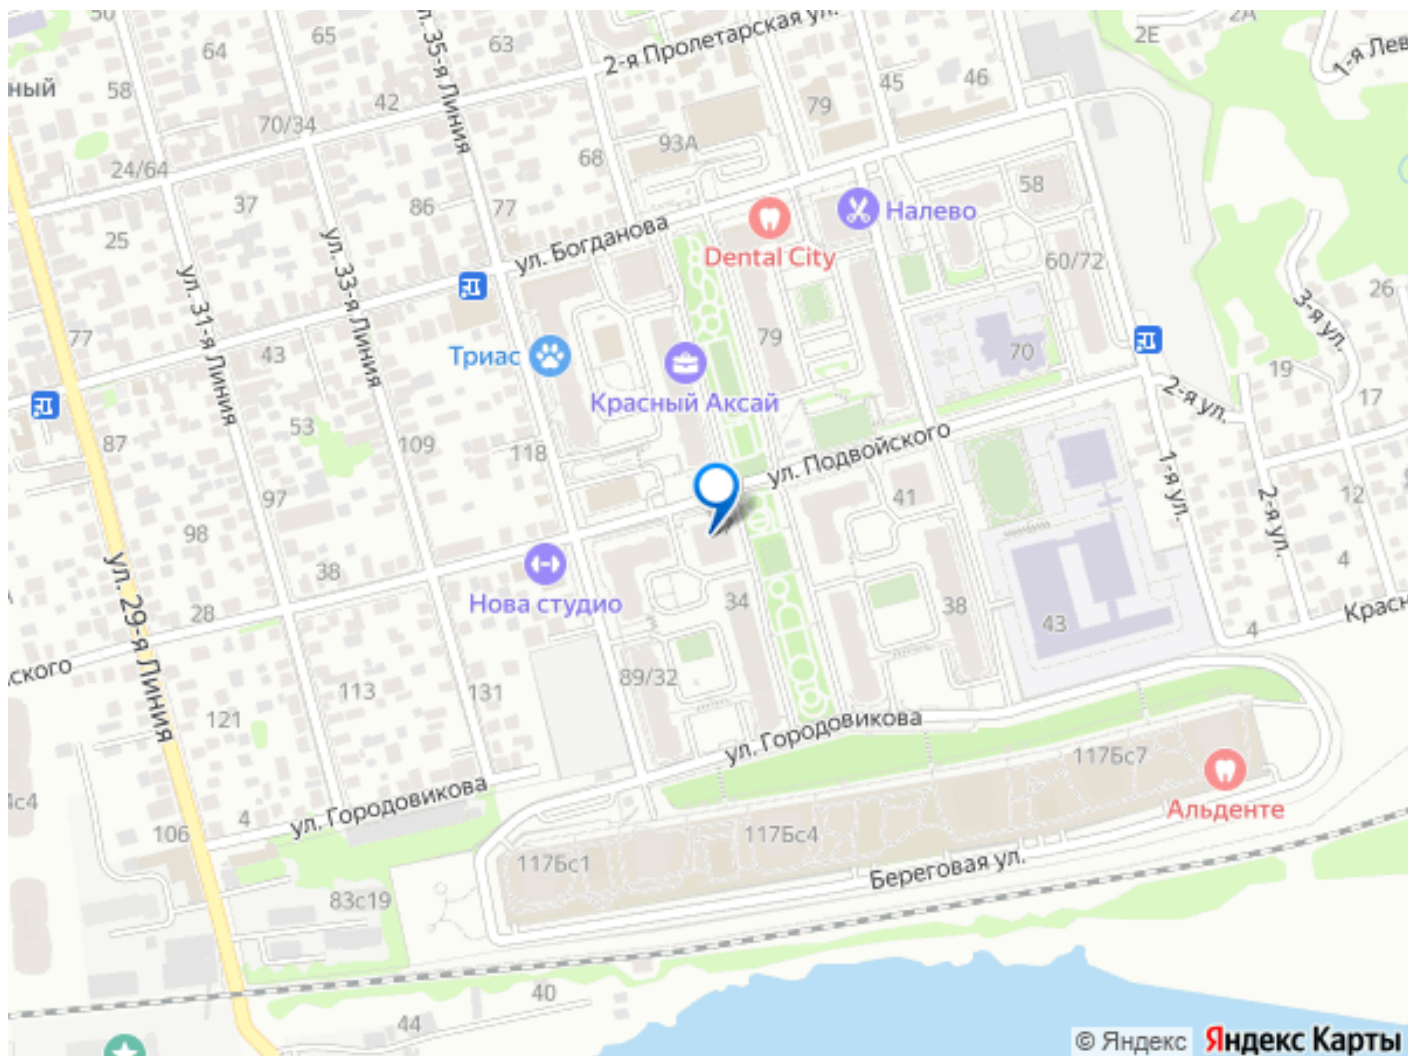 2А
2Е
65
63
64
ул. 35-я Линия
2-я Пролетарская ул.
1-я Лев
ный
58
42
45
46
79
70/34
93А
68
24/64
58
37
86
77
Налево
25
ул. Богданова
Dental City
60/72
ул. 33-я Линия
ул. 31-я Линия
3-я ул.
26
77
43
Триас
79
70
19
Красный Аксай
2-я ул.
17
53
87
109
118
ул. Подвойского
1-я ул.
97
41
2-я ул.
12
98
ул. 29-я Линия
38
4
28
Нова студио
34
38
43
4
Красн
ского
89/32
113
131
121
ул. Городовикова
117Бс7
4с4
ул. Городовикова
4
106
Альденте
117Бс4
117Бс1
Береговая ул.
83с19
40
44
© Яндекс Яндекс Карты